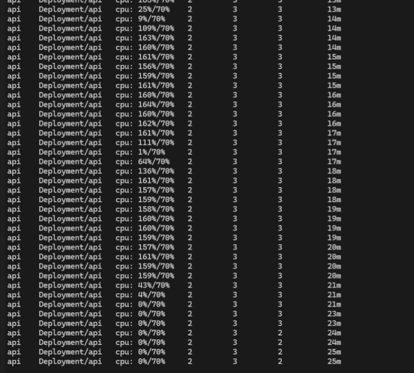 api Deployment/api cpu: 163%/70% 2 3 3 13m
api Deployment/api cpu: 25%/70% 2 3 3 13m
api Deployment/api cpu: 9%/70% 2 3 3 14m
api Deployment/api cpu: 109%/70% 2 3 3 14m
api Deployment/api cpu: 163%/70% 2 3 3 14m
api Deployment/api cpu: 160%/70% 2 3 3 14m
api Deployment/api cpu: 161%/70% 2 3 3 15m
api Deployment/api cpu: 156%/70% 2 3 3 15m
api Deployment/api cpu: 159%/70% 2 3 3 15m
api Deployment/api cpu: 161%/70% 2 3 3 15m
api Deployment/api cpu: 160%/70% 2 3 3 16m
api Deployment/api cpu: 164%/70% 2 3 3 16m
api Deployment/api cpu: 160%/70% 2 3 3 16m
api Deployment/api cpu: 162%/70% 2 3 3 16m
api Deployment/api cpu: 161%/70% 2 3 3 17m
api Deployment/api cpu: 111%/70% 2 3 3 17m
api Deployment/api cpu: 1%/70% 2 3 3 17m
api Deployment/api cpu: 64%/70% 2 3 3 17m
api Deployment/api cpu: 136%/70% 2 3 3 18m
api Deployment/api cpu: 161%/70% 2 3 3 18m
api Deployment/api cpu: 157%/70% 2 3 3 18m
api Deployment/api cpu: 159%/70% 2 3 3 18m
api Deployment/api cpu: 158%/70% 2 3 3 19m
api Deployment/api cpu: 160%/70% 2 3 3 19m
api Deployment/api cpu: 160%/70% 2 3 3 19m
api Deployment/api cpu: 159%/70% 2 3 3 19m
api Deployment/api cpu: 157%/70% 2 3 3 20m
api Deployment/api cpu: 161%/70% 2 3 3 20m
api Deployment/api cpu: 159%/70% 2 3 3 20m
api Deployment/api cpu: 159%/70% 2 3 3 20m
api Deployment/api cpu: 43%/70% 2 3 3 21m
api Deployment/api cpu: 4%/70% 2 3 3 21m
api Deployment/api cpu: 0%/70% 2 3 3 21m
api Deployment/api cpu: 0%/70% 2 3 3 23m
api Deployment/api cpu: 0%/70% 2 3 3 23m
api Deployment/api cpu: 0%/70% 2 3 2 24m
api Deployment/api cpu: 0%/70% 2 3 2 24m
api Deployment/api cpu: 0%/70% 2 3 2 25m
api Deployment/api cpu: 0%/70% 2 3 2 25m